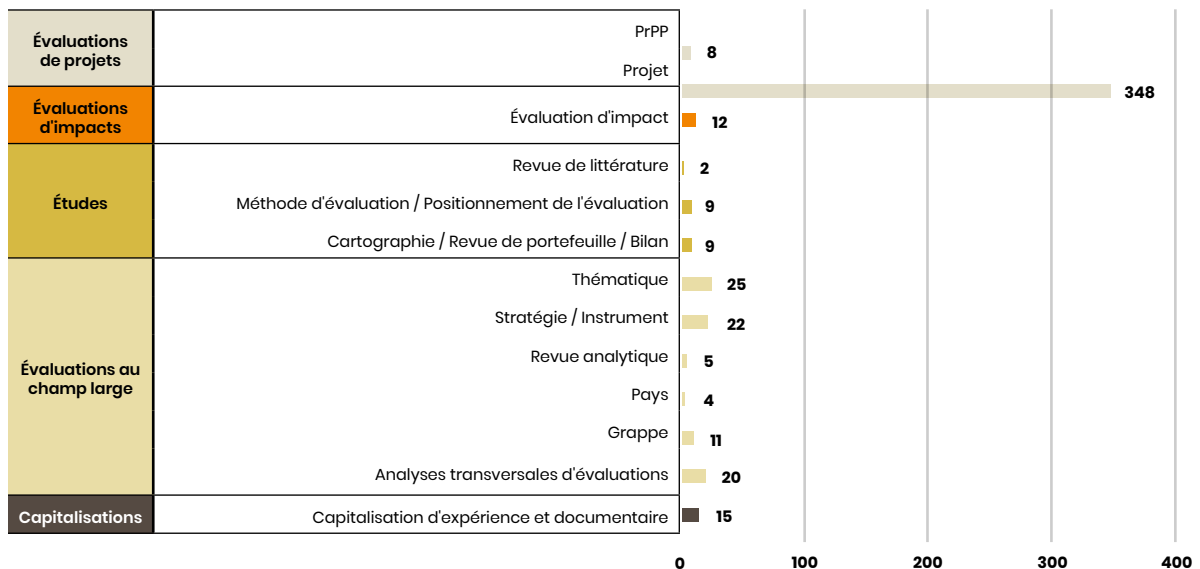 Évaluations
de projets
PrPP
8
Projet
348
Évaluations
d'impacts
Évaluation d'impact
12
Études
Revue de littérature
2
Méthode d'évaluation / Positionnement de l'évaluation
9
Cartographie / Revue de portefeuille / Bilan
9
Évaluations au
champ large
Thématique
25
Stratégie / Instrument
22
Revue analytique
5
Pays
4
Grappe
11
Analyses transversales d'évaluations
20
Capitalisations
Capitalisation d'expérience et documentaire
15
0 100 200 300 400